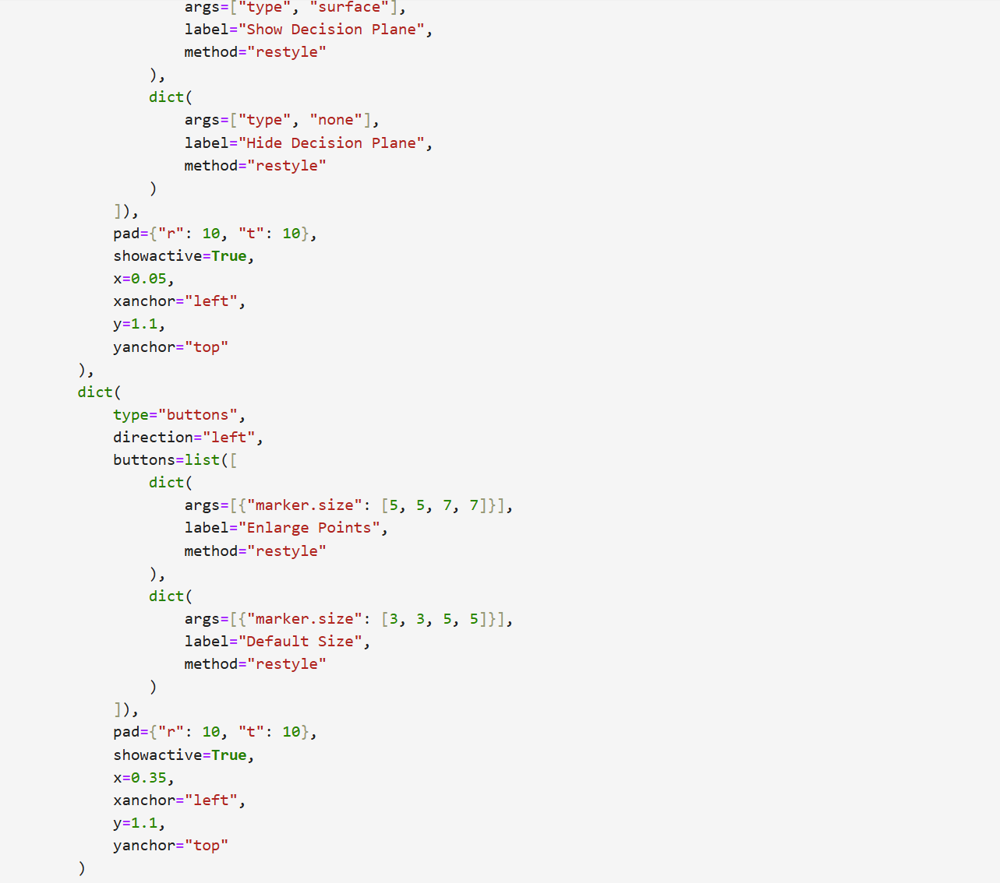 args=["type", "surface"],
                    label="Show Decision Plane",
                    method="restyle"
                ),
                dict(
                    args=["type", "none"],
                    label="Hide Decision Plane",
                    method="restyle"
                )
            ]),
            pad={"r": 10, "t": 10},
            showactive=True,
            x=0.05,
            xanchor="left",
            y=1.1,
            yanchor="top"
        ),
        dict(
            type="buttons",
            direction="left",
            buttons=list([
                dict(
                    args=[{"marker.size": [5, 5, 7, 7]}],
                    label="Enlarge Points",
                    method="restyle"
                ),
                dict(
                    args=[{"marker.size": [3, 3, 5, 5]}],
                    label="Default Size",
                    method="restyle"
                )
            ]),
            pad={"r": 10, "t": 10},
            showactive=True,
            x=0.35,
            xanchor="left",
            y=1.1,
            yanchor="top"
        )